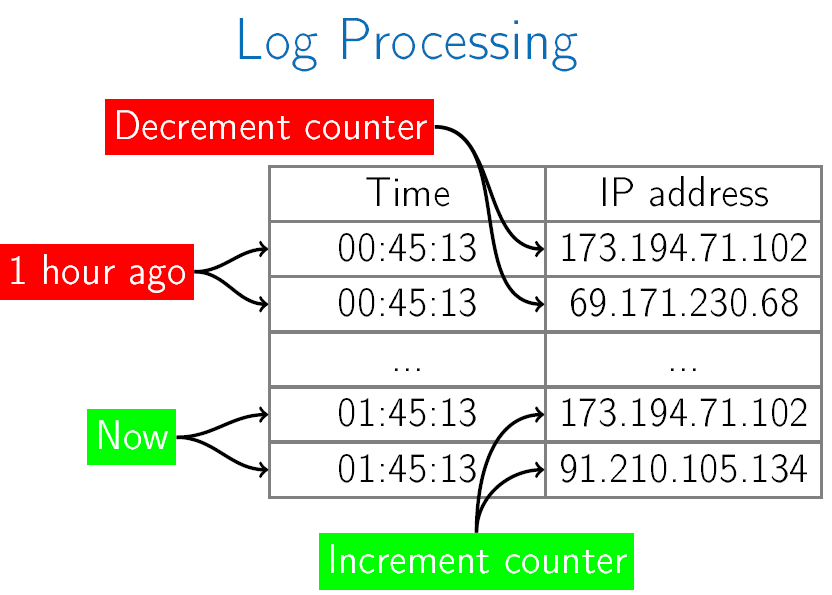 Log Processing
Decrement counter
Time IP address
00:45:13 173.194.71.102
1 hour ago
00:45:13 69.171.230.68
... ...
01:45:13 173.194.71.102
Now
01:45:13 91.210.105.134
Increment counter